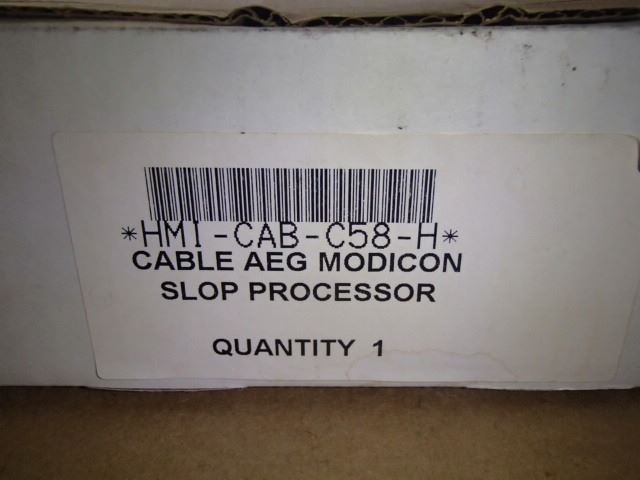 *HMI-CAB-C58-H*
CABLE AEG MODICON
SLOP PROCESSOR
QUANTITY 1